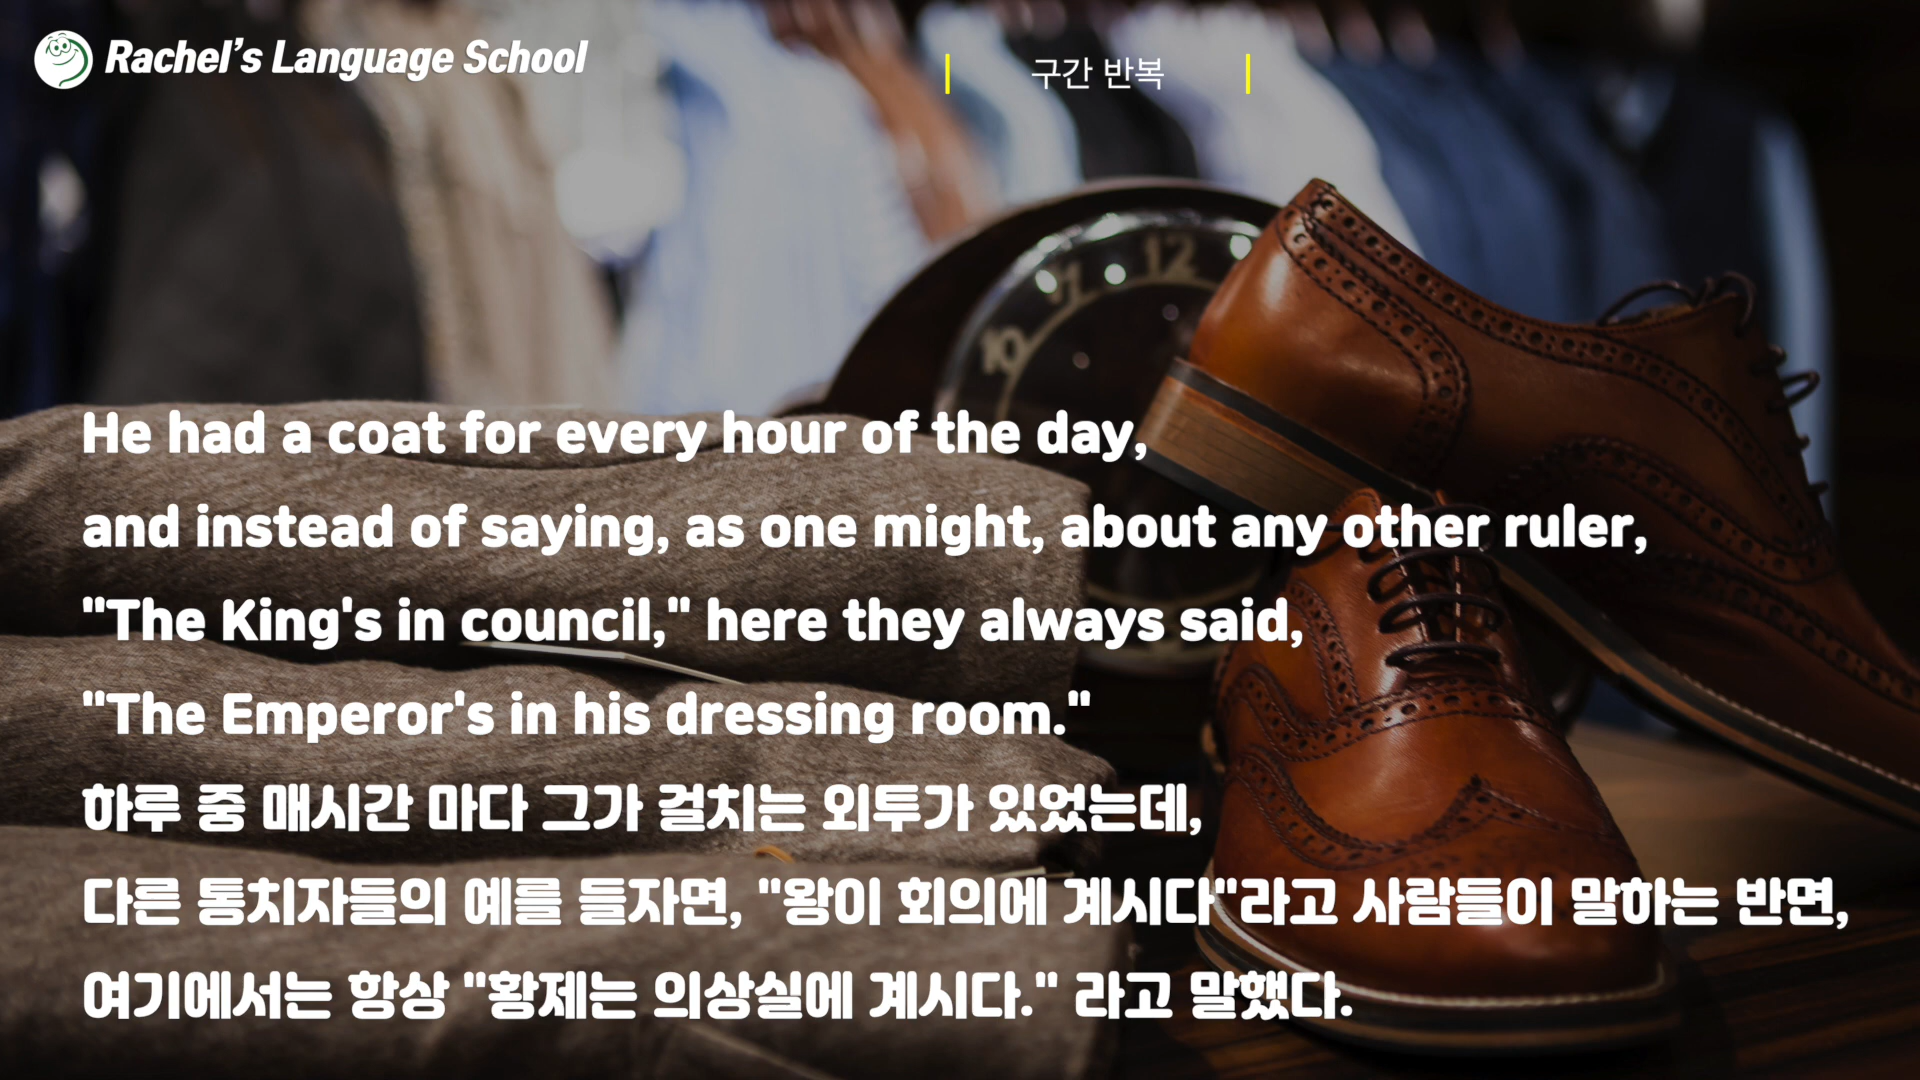 Rachel's Language School
구간 반복
12
11
10
He had a coat for every hour of the day,
and instead of saying, as one might, about any other ruler,
"The King's in council," here they always said,
"The Emperor's in his dressing room."
하루 중 매시간 마다 그가 걸치는 외투가 있었는데,
다른 통치자들의 예를 들자면, "왕이 회의에 계시다"라고 사람들이 말하는 반면,
여기에서는 항상 "황제는 의상실에 계시다." 라고 말했다.